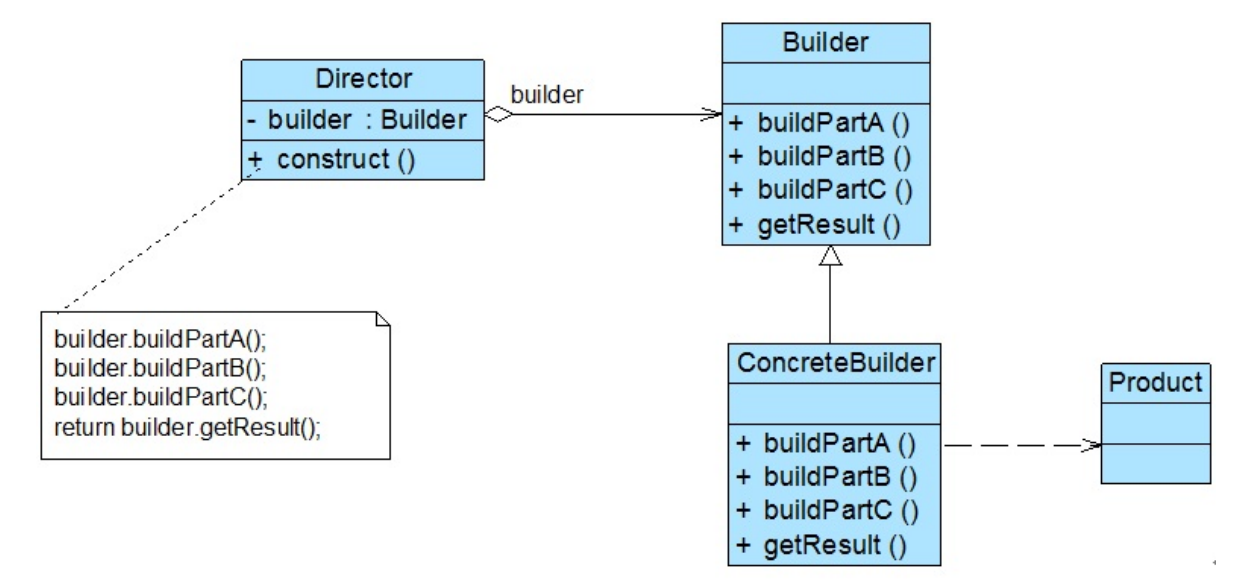 Director
- builder : Builder
+ construct ()
builder
Builder
+ buildPartA ()
+ buildPartB ()
+ buildPartC ()
+ getResult ()
builder.buildPartA();
builder.buildPartB();
builder.buildPartC();
return builder.getResult();
ConcreteBuilder
+ buildPartA ()
+ buildPartB ()
+ buildPartC ()
+ getResult ()
Product